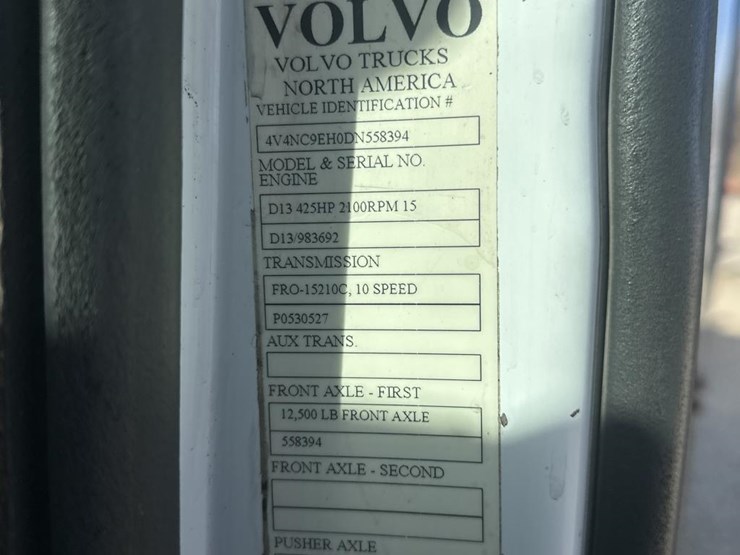 VOLVO
VOLVO TRUCKS
NORTH AMERICA
VEHICLE IDENTIFICATION #
4V4NC9EH0DN558394
MODEL & SERIAL NO.
ENGINE
D13 425HP 2100RPM 15
D13/983692
TRANSMISSION
FRO-15210C, 10 SPEED
P0530527
AUX TRANS.
FRONT AXLE - FIRST
12,500 LB FRONT AXLE
558394
FRONT AXLE - SECOND
PUSHER AXLE